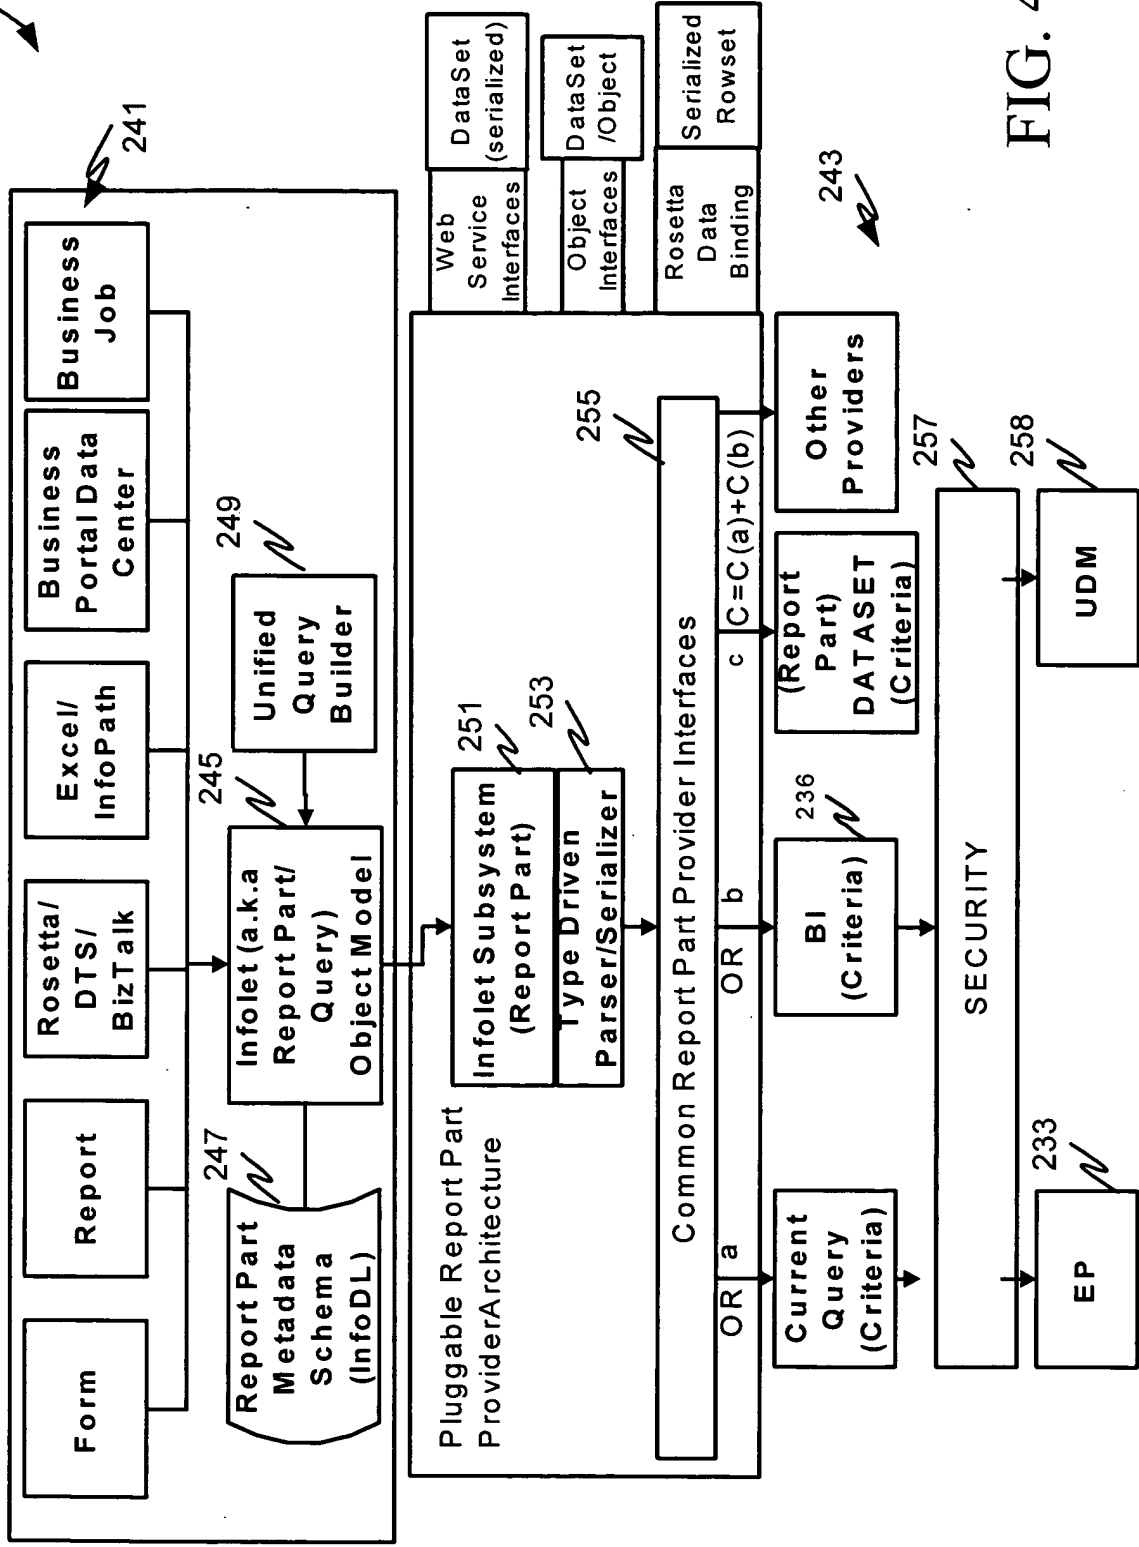 241
Form
Report
Rosetta/
DTS/
BizTalk
Excel/
InfoPath
Business
Portal Data
Center
Business
Job
247
Report Part
Metadata
Schema
(InfoDL)
245
Infolet (a.k.a
Report Part/
Query)
Object Model
249
Unified
Query
Builder
Pluggable Report Part
Provider Architecture
251
Infolet Subsystem
(Report Part)
253
Type Driven
Parser/Serializer
Web
Service
Interfaces
DataSet
(serialized)
Object
Interfaces
DataSet
/Object
Rosetta
Data
Binding
Serialized
Rowset
255
Common Report Part Provider Interfaces
OR a
OR b
c C=C(a)+C(b)
243
Current
Query
(Criteria)
236
BI
(Criteria)
(Report
Part)
DATASET
(Criteria)
Other
Providers
257
SECURITY
233
EP
258
UDM